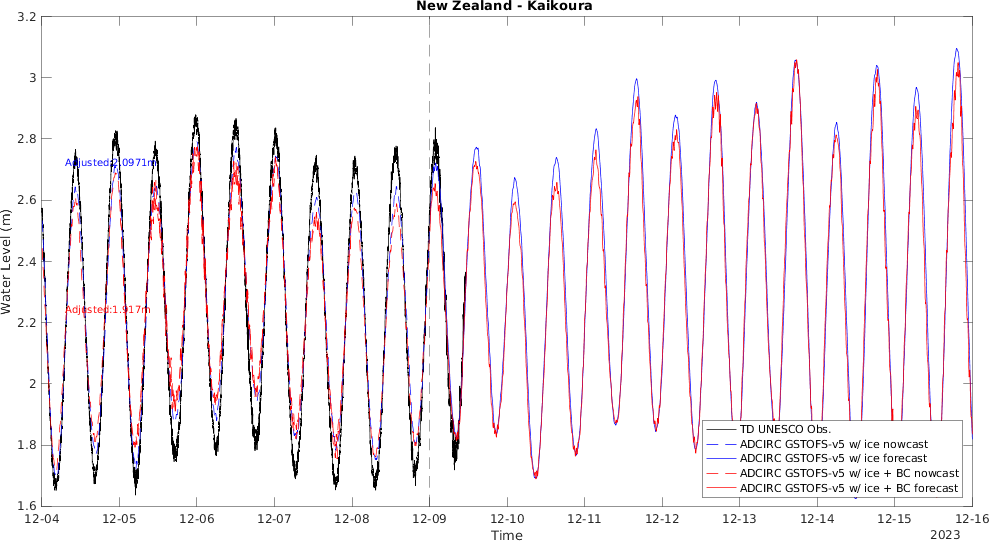 New Zealand - Kaikoura
3.2
3
2.8
2.6
2.4
2.2
2
1.8
1.6
Water Level (m)
Adjusted:2.0971m
Adjusted:1.917m
TD UNESCO Obs.
ADCIRC GSTOFS-v5 w/ ice nowcast
ADCIRC GSTOFS-v5 w/ ice forecast
ADCIRC GSTOFS-v5 w/ ice + BC nowcast
ADCIRC GSTOFS-v5 w/ ice + BC forecast
12-04 12-05 12-06 12-07 12-08 12-09 12-10 12-11 12-12 12-13 12-14 12-15 12-16
Time
2023